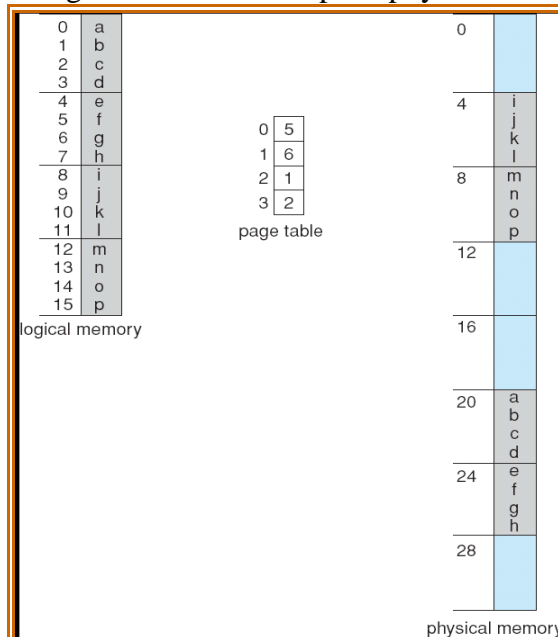 0 a
1 b
2 c
3 d
4 e
5 f
6 g
7 h
8 i
9 j
10 k
11 l
12 m
13 n
14 o
15 p
logical memory
0 5
1 6
2 1
3 2
page table
0
4 i
j
k
l
8 m
n
o
p
12
16
20 a
b
c
d
24 e
f
g
h
28
physical memory